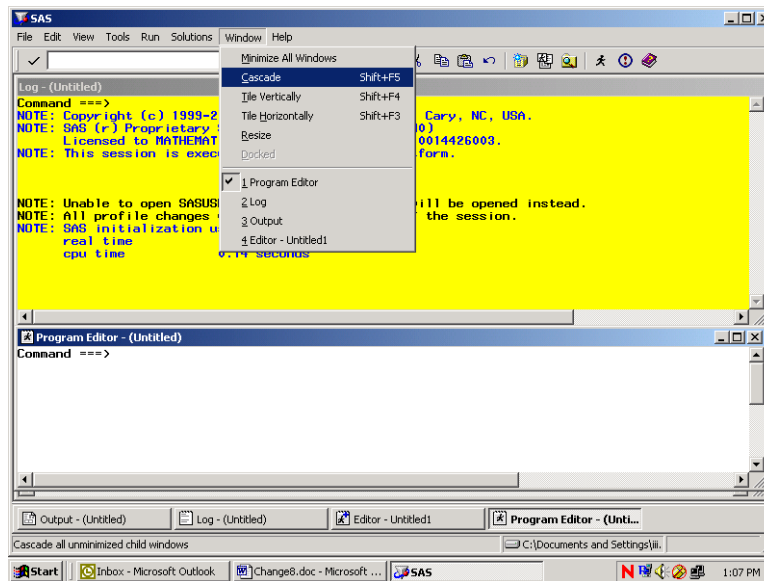 SAS
File Edit View Tools Run Solutions Window Help
Minimize All Windows
Cascade Shift+F5
Tile Vertically Shift+F4
Tile Horizontally Shift+F3
Resize
Docked
1 Program Editor
2 Log
3 Output
4 Editor - Untitled1
Log - (Untitled)
Command ===>
NOTE: Copyright (c) 1999-2 Cary, NC, USA.
NOTE: SAS (r) Proprietary 0)
Licensed to MATHEMAT 0014426003.
NOTE: This session is exec form.
NOTE: Unable to open SASUS ill be opened instead.
NOTE: All profile changes the session.
NOTE: SAS initialization u
real time
cpu time 0.14 seconds
Program Editor - (Untitled)
Command ===>
Output - (Untitled) Log - (Untitled) Editor - Untitled1 Program Editor - (Unti...
Cascade all unminimized child windows C:\Documents and Settings\
Start Inbox - Microsoft Outlook Change8.doc - Microsoft ... SAS 1:07 PM